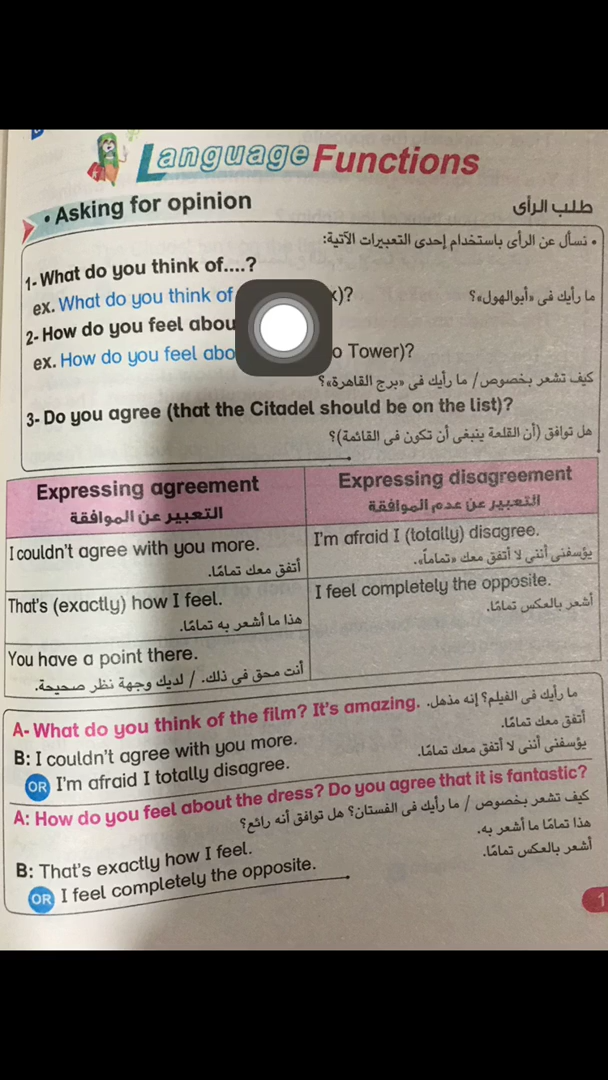 Language Functions
• Asking for opinion
طلب الرأى
• نسأل عن الرأى باستخدام إحدى التعبيرات الآتية:
1- What do you think of....?
ex. What do you think of )?
ما رأيك فى «أبوالهول»؟
2- How do you feel
ex. How do you feel Tower)?
كيف تشعر بخصوص/ ما رأيك فى «برج القاهرة»؟
3- Do you agree (that the Citadel should be on the list)?
هل توافق (أن القلعة ينبغى أن تكون فى القائمة)؟
Expressing agreement
التعبير عن الموافقة
Expressing disagreement
التعبير عن عدم الموافقة
I couldn't agree with you more.
أتفق معك تمامًا.
I'm afraid I (totally) disagree.
يؤسفنى أننى لا أتفق معك «تماماً».
That's (exactly) how I feel.
هذا ما أشعر به تمامًا.
I feel completely the opposite.
أشعر بالعكس تمامًا.
You have a point there.
أنت محق فى ذلك. / لديك وجهة نظر صحيحة.
A- What do you think of the film? It's amazing.
ما رأيك فى الفيلم؟ إنه مذهل.
B: I couldn't agree with you more.
أتفق معك تمامًا.
OR I'm afraid I totally disagree.
يؤسفنى أننى لا أتفق معك تمامًا.
A: How do you feel about the dress? Do you agree that it is fantastic?
كيف تشعر بخصوص / ما رأيك فى الفستان؟ هل توافق أنه رائع؟
B: That's exactly how I feel.
هذا تمامًا ما أشعر به.
OR I feel completely the opposite.
أشعر بالعكس تمامًا.